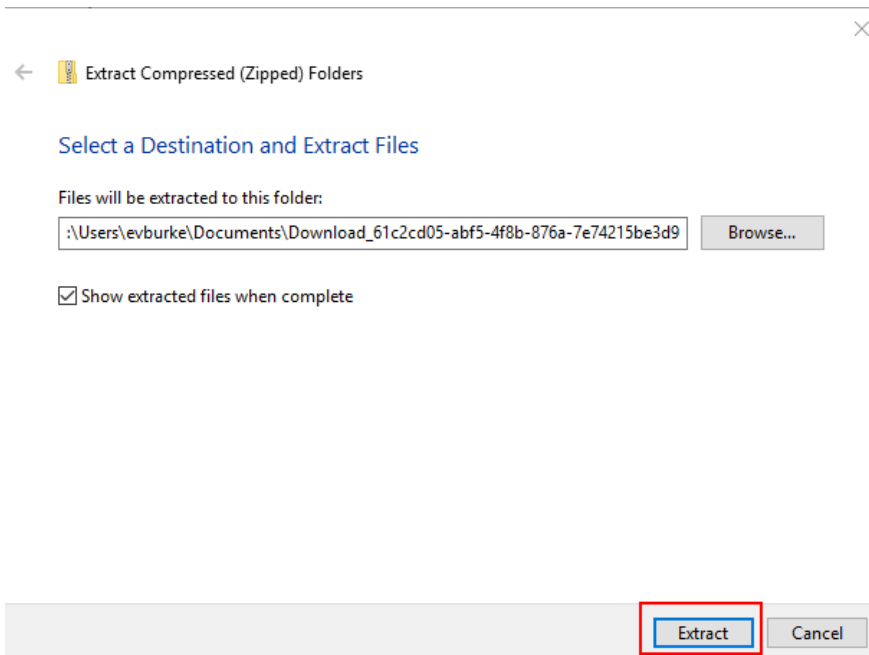 Extract Compressed (Zipped) Folders
Select a Destination and Extract Files
Files will be extracted to this folder:
:\Users\evburke\Documents\Download_61c2cd05-abf5-4f8b-876a-7e74215be3d9
Browse...
Show extracted files when complete
Extract
Cancel